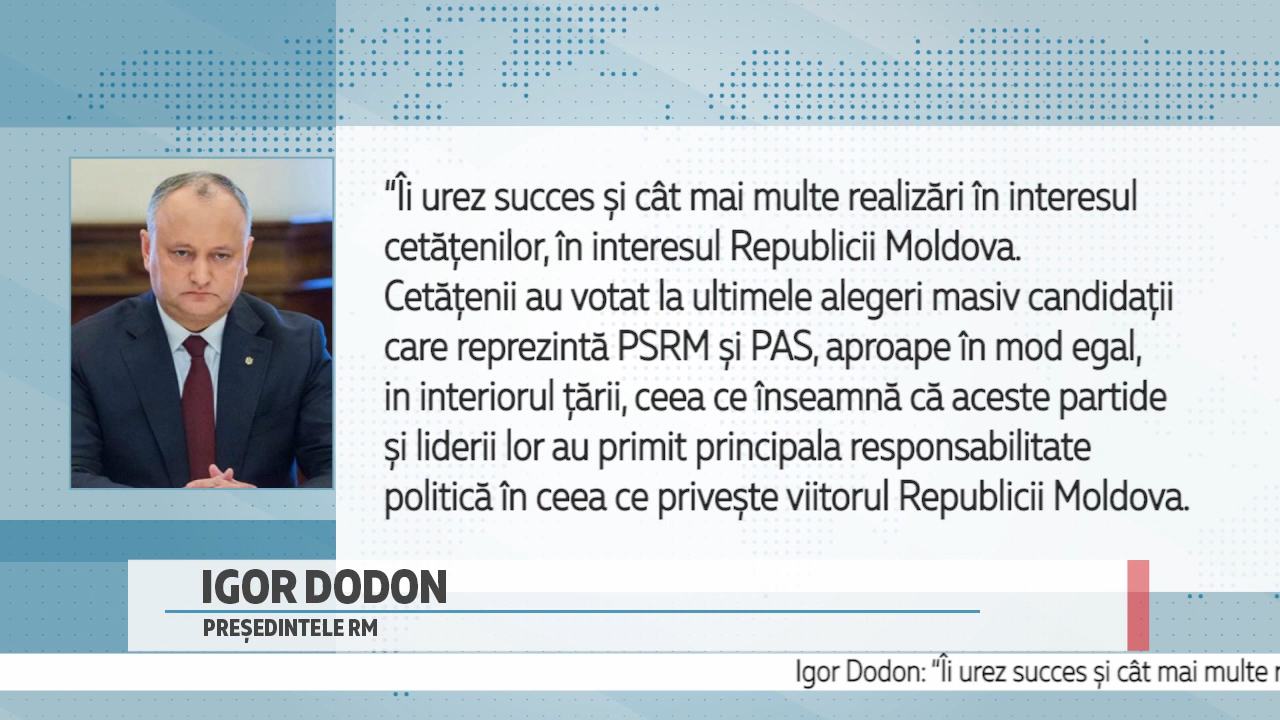 “Îi urez succes și cât mai multe realizări în interesul
cetățenilor, în interesul Republicii Moldova.
Cetățenii au votat la ultimele alegeri masiv candidații
care reprezintă PSRM și PAS, aproape în mod egal,
in interiorul țării, ceea ce înseamnă că aceste partide
și liderii lor au primit principala responsabilitate
politică în ceea ce privește viitorul Republicii Moldova.
IGOR DODON
PREȘEDINTELE RM
Igor Dodon: “Îi urez succes și cât mai multe